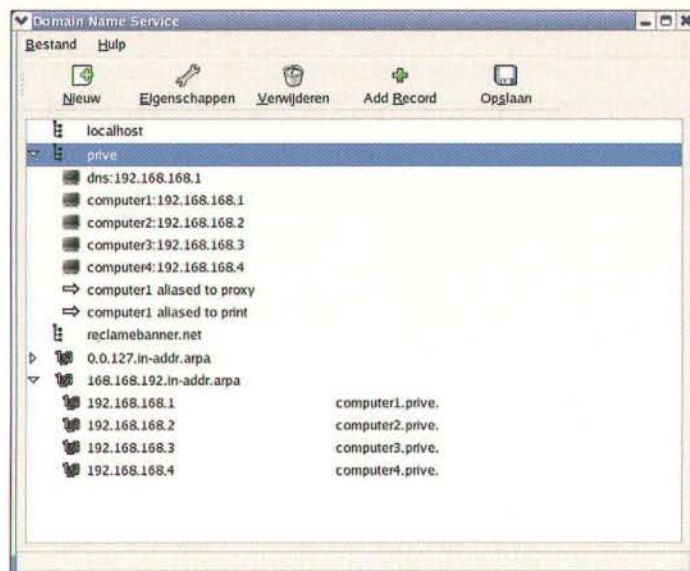 Domain Name Service
Bestand Hulp
Nieuw Eigenschappen Verwijderen Add Record Opslaan
localhost
prive
dns:192.168.168.1
computer1:192.168.168.1
computer2:192.168.168.2
computer3:192.168.168.3
computer4:192.168.168.4
computer1 aliased to proxy
computer1 aliased to print
reclamebanner.net
0.0.127.in-addr.arpa
168.168.192.in-addr.arpa
192.168.168.1 computer1.prive.
192.168.168.2 computer2.prive.
192.168.168.3 computer3.prive.
192.168.168.4 computer4.prive.